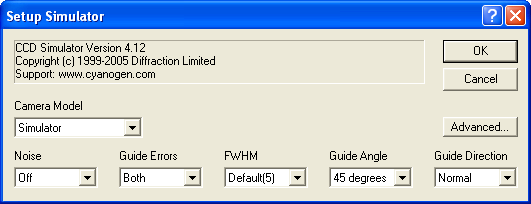 Setup Simulator
CCD Simulator Version 4.12
Copyright (c) 1999-2005 Diffraction Limited
Support: www.cyanogen.com
OK
Cancel
Camera Model
Simulator
Advanced...
Noise Guide Errors FWHM Guide Angle Guide Direction
Off Both Default(5) 45 degrees Normal